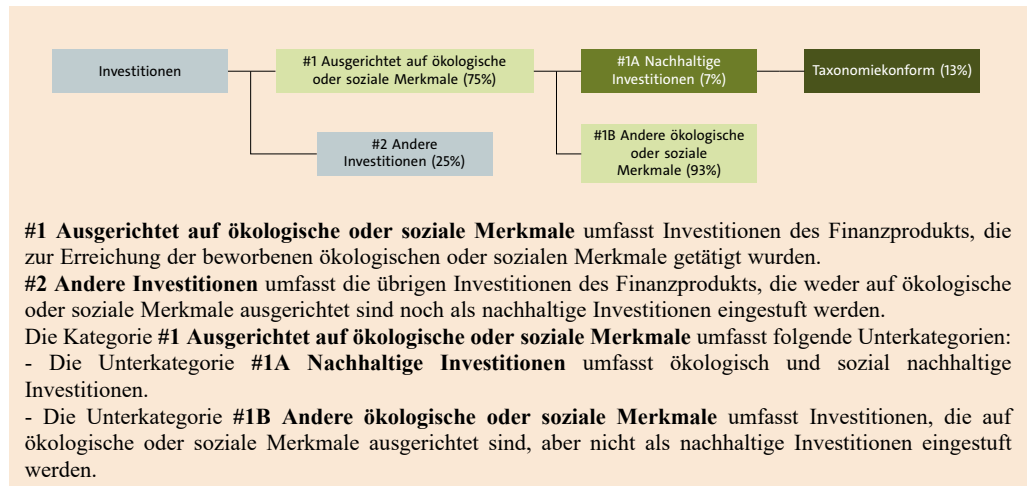 Investitionen
#1 Ausgerichtet auf ökologische
oder soziale Merkmale (75%)
#1A Nachhaltige
Investitionen (7%)
Taxonomiekonform (13%)
#2 Andere
Investitionen (25%)
#1B Andere ökologische
oder soziale
Merkmale (93%)
#1 Ausgerichtet auf ökologische oder soziale Merkmale umfasst Investitionen des Finanzprodukts, die
zur Erreichung der beworbenen ökologischen oder sozialen Merkmale getätigt wurden.
#2 Andere Investitionen umfasst die übrigen Investitionen des Finanzprodukts, die weder auf ökologische
oder soziale Merkmale ausgerichtet sind noch als nachhaltige Investitionen eingestuft werden.
Die Kategorie #1 Ausgerichtet auf ökologische oder soziale Merkmale umfasst folgende Unterkategorien:
- Die Unterkategorie #1A Nachhaltige Investitionen umfasst ökologisch und sozial nachhaltige
Investitionen.
- Die Unterkategorie #1B Andere ökologische oder soziale Merkmale umfasst Investitionen, die auf
ökologische oder soziale Merkmale ausgerichtet sind, aber nicht als nachhaltige Investitionen eingestuft
werden.